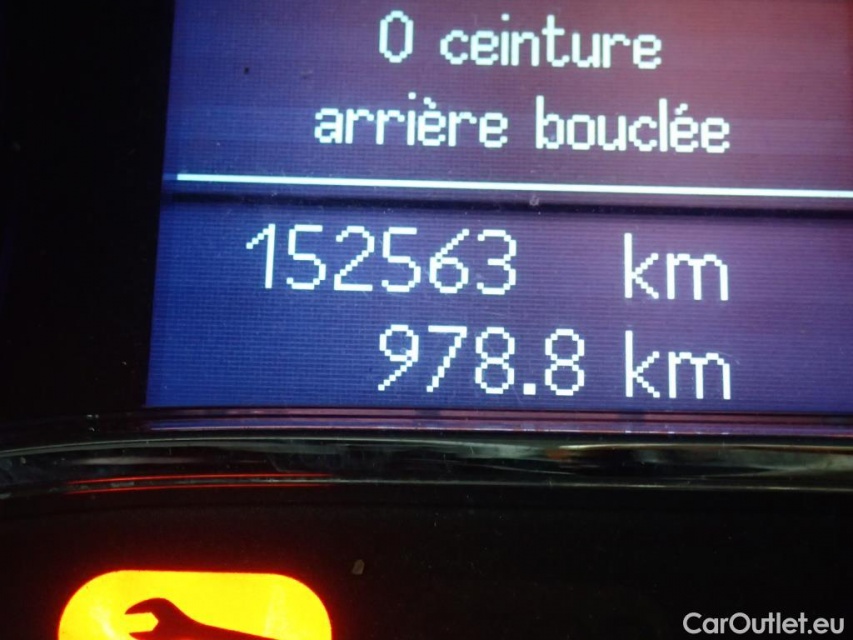 0 ceinture
arrière bouclée
152563 km
978.8 km
CarOutlet.eu